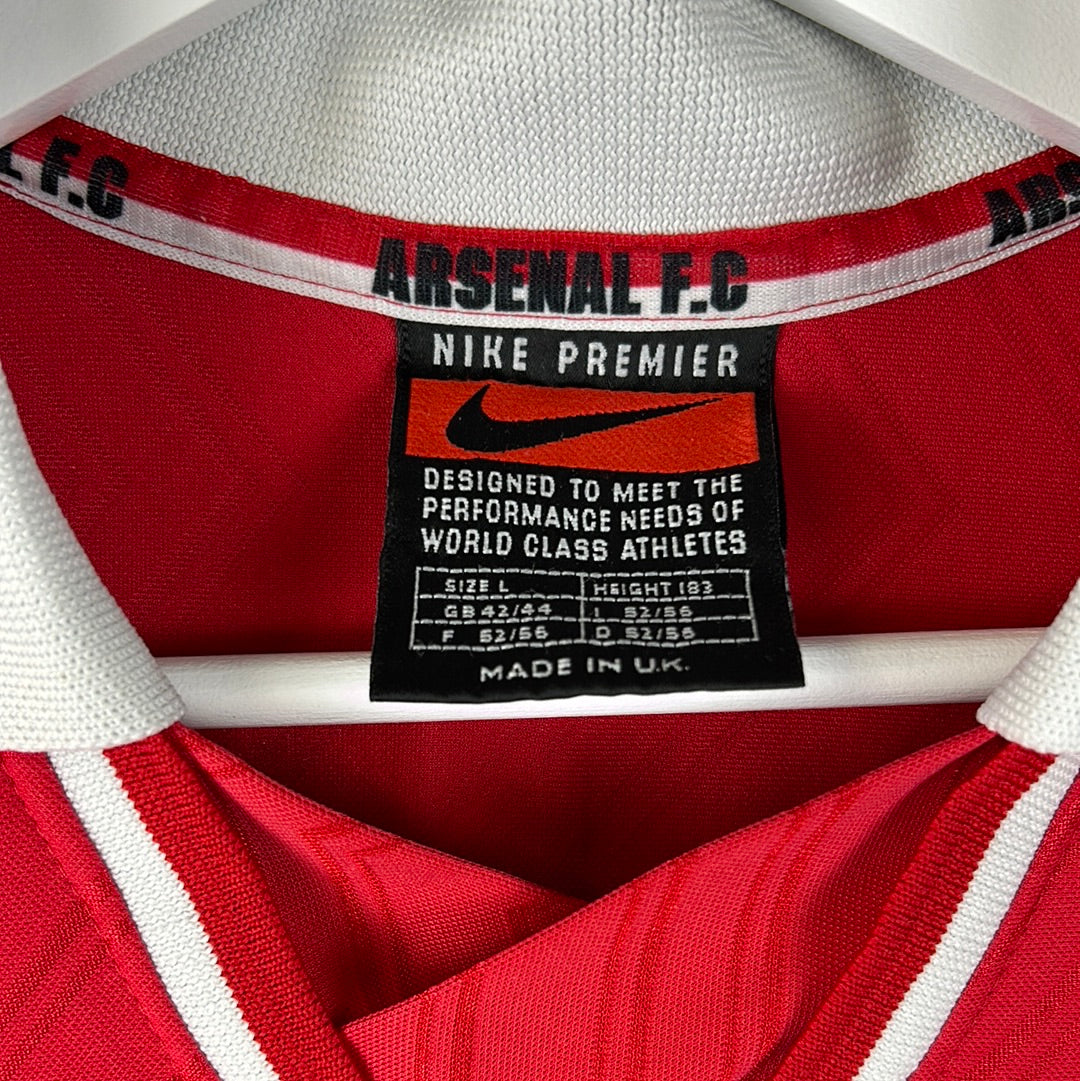 L F.C
ARSENAL F.C
ARS
NIKE PREMIER
DESIGNED TO MEET THE
PERFORMANCE NEEDS OF
WORLD CLASS ATHLETES
SIZE L HEIGHT 183
GB 42/44 I 52/56
F 52/56 D 52/56
MADE IN U.K.